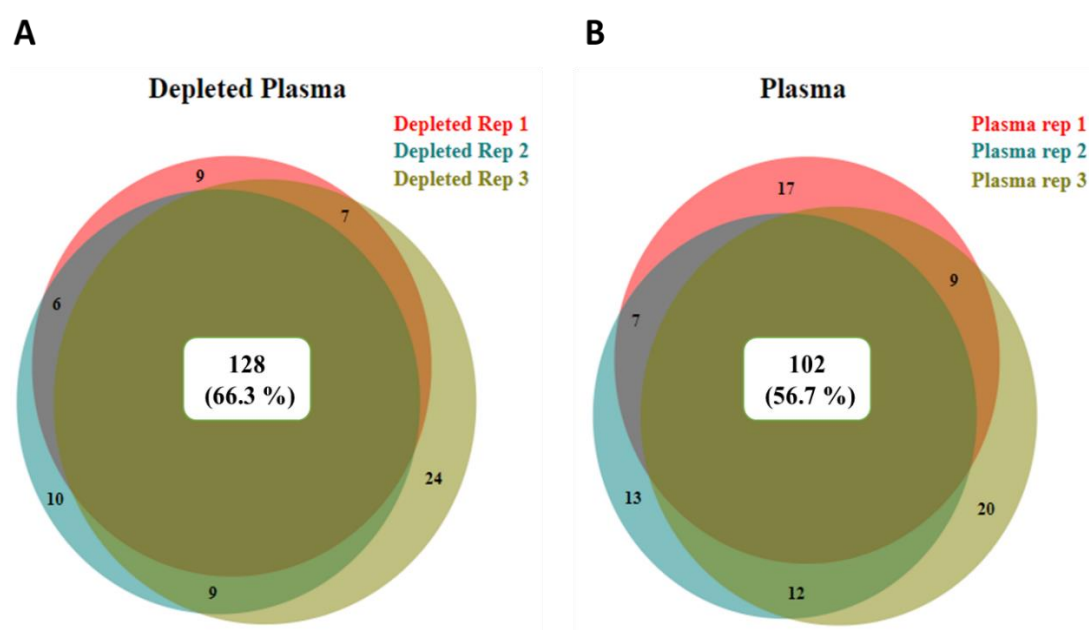 A
Depleted Plasma
Depleted Rep 1
Depleted Rep 2
Depleted Rep 3
9
7
6
128
(66.3 %)
24
10
9
B
Plasma
Plasma rep 1
Plasma rep 2
Plasma rep 3
17
9
7
102
(56.7 %)
13
20
12